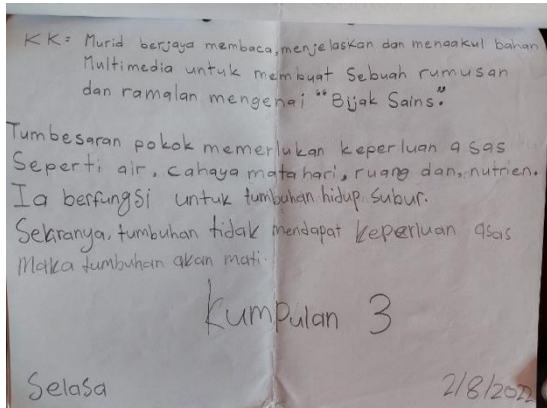 KK: Murid berjaya membaca, menjelaskan dan menaakul bahan
Multimedia untuk membuat Sebuah rumusan
dan ramalan mengenai "Bijak Sains".
Tumbesaran pokok memerlukan keperluan asas
Seperti air, cahaya matahari, ruang dan, nutrien.
Ia berfungsi untuk tumbuhan hidup subur.
Sekiranya, tumbuhan tidak mendapat keperluan asas
Maka tumbuhan akan mati.
Kumpulan 3
Selasa
2/8/2022